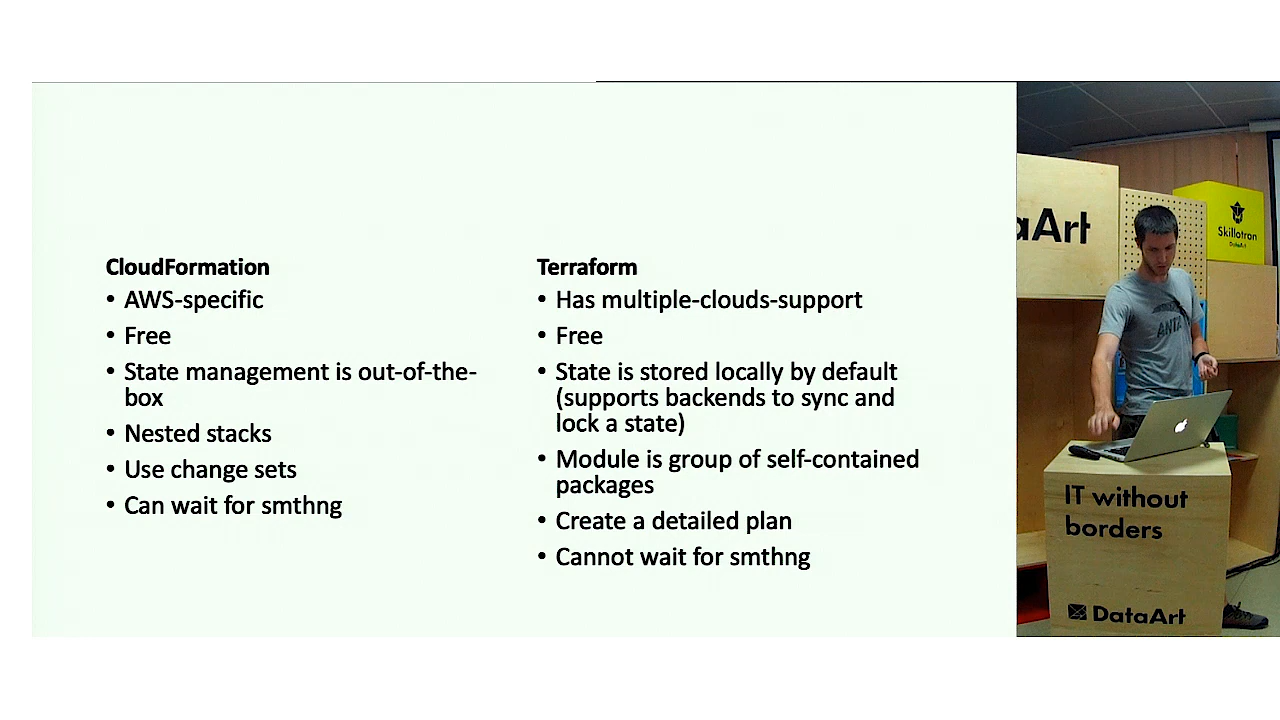 CloudFormation
• AWS-specific
• Free
• State management is out-of-the-
box
• Nested stacks
• Use change sets
• Can wait for smthng
Terraform
• Has multiple-clouds-support
• Free
• State is stored locally by default
(supports backends to sync and
lock a state)
• Module is group of self-contained
packages
• Create a detailed plan
• Cannot wait for smthng
aArt
Skillotron
DataArt
ANTA
IT without
borders
DataArt